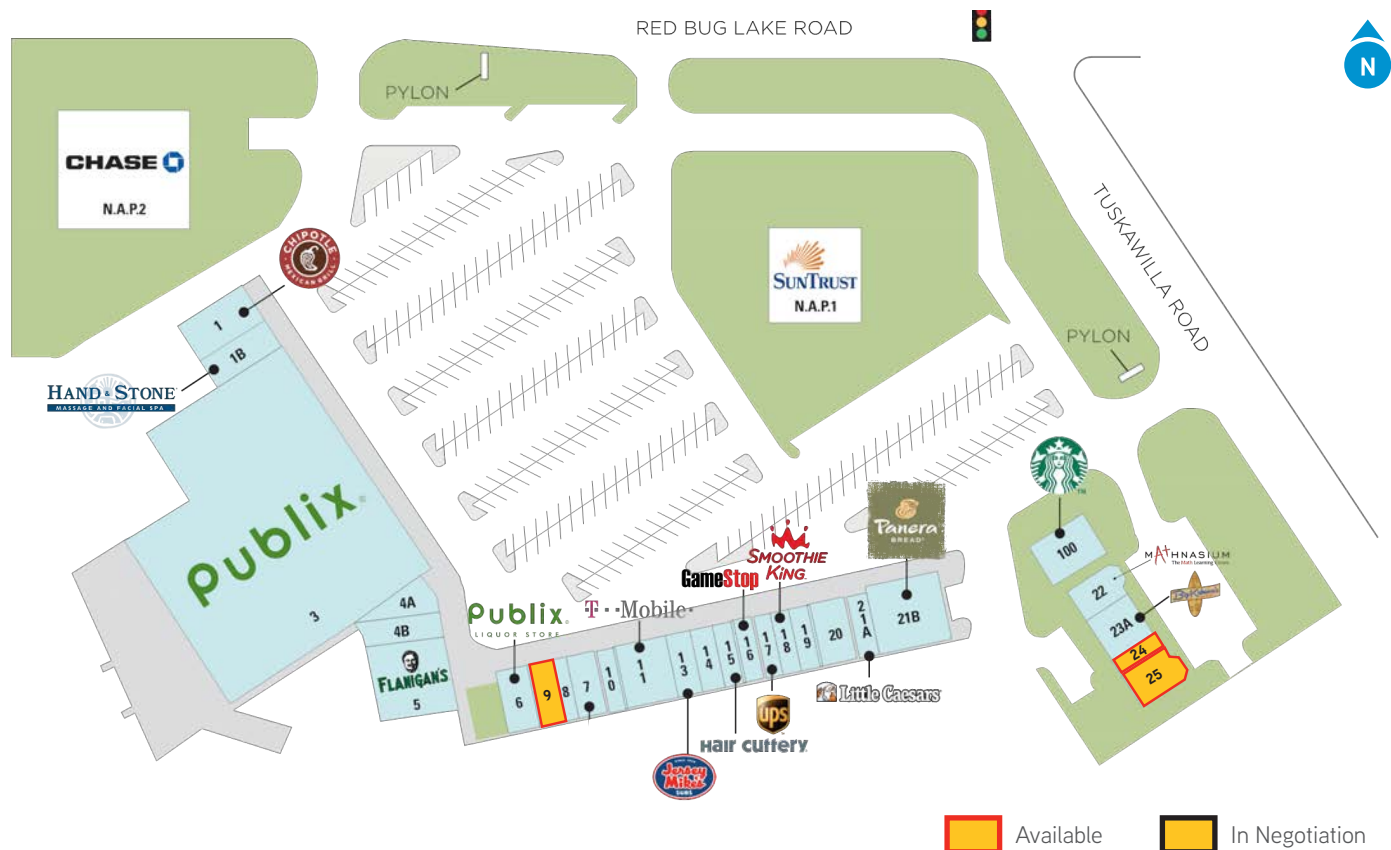 RED BUG LAKE ROAD
N
PYLON
CHASE
N.A.P.2
CHIPOTLE
MEXICAN GRILL
TUSKAWILLA ROAD
SUNTRUST
N.A.P.1
PYLON
1
1B
HAND & STONE
MASSAGE AND FACIAL SPA
publix
3
4A
4B
FLANIGAN'S
5
Publix
LIQUOR STORE
T··Mobile·
GameStop
SMOOTHIE
KING
Panera
BREAD
100
MATHNASIUM
The Math Learning Center
22
23A
24
25
6
9
8
7
10
11
13
14
15
16
17
18
19
20
21A
21B
Little Caesars
ups
Hair Cuttery
Jersey
Mike's
SUBS
Available
In Negotiation